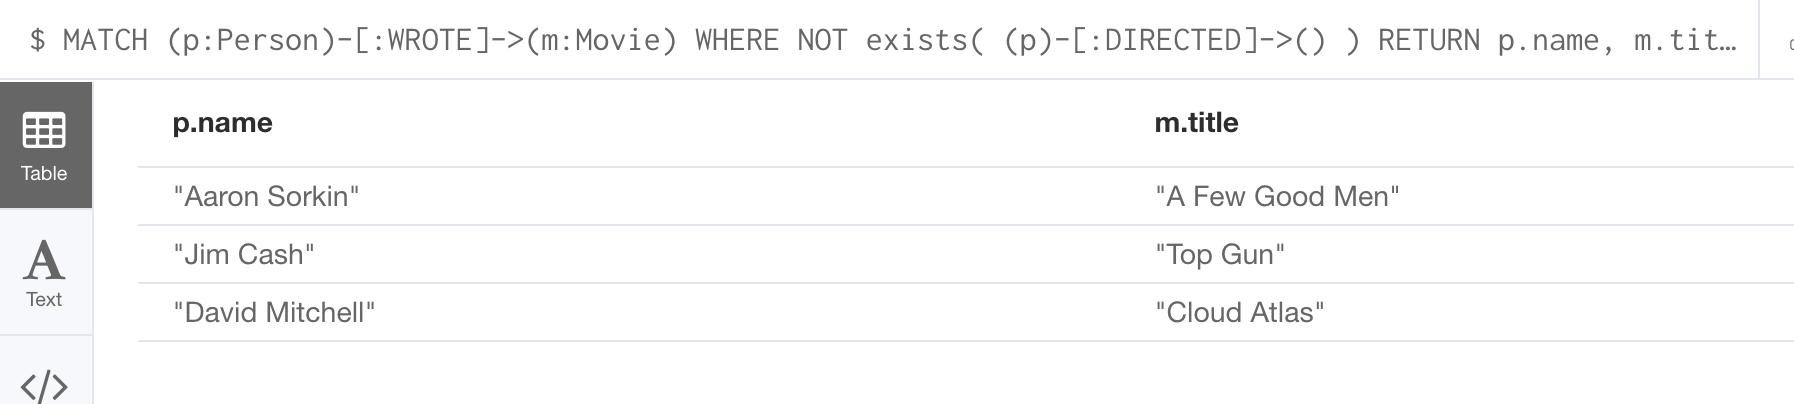 $ MATCH (p:Person)-[:WROTE]->(m:Movie) WHERE NOT exists( (p)-[:DIRECTED]->() ) RETURN p.name, m.tit…
p.name m.title
Table
"Aaron Sorkin" "A Few Good Men"
"Jim Cash" "Top Gun"
Text
"David Mitchell" "Cloud Atlas"